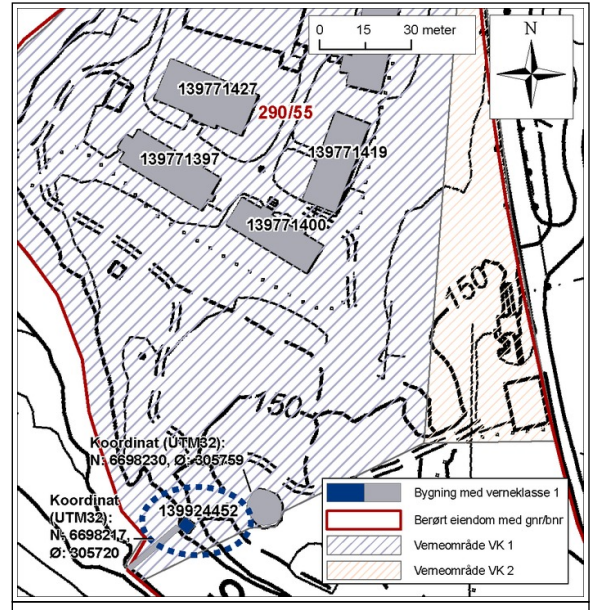 0 15 30 meter
N
139771427
290/55
139771397
139771419
139771400
150
150
Koordinat (UTM32):
N: 6698230, Ø: 305759
Koordinat
(UTM32):
N: 6698217,
Ø: 305720
139924452
Bygning med verneklasse 1
Berørt eiendom med gnr/bnr
Verneområde VK 1
Verneområde VK 2